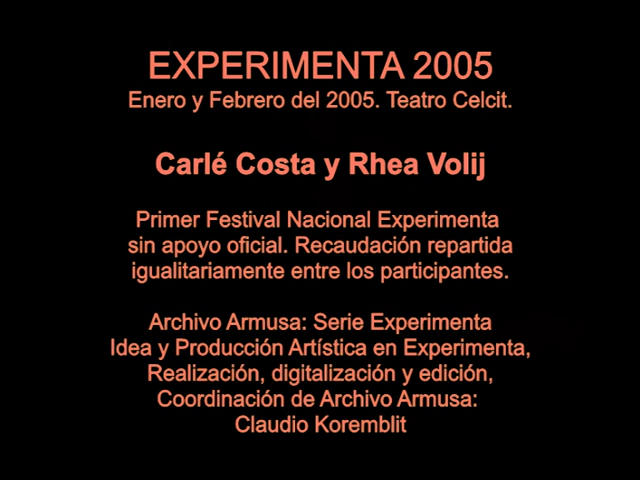 EXPERIMENTA 2005
Enero y Febrero del 2005. Teatro Celcit.
Carlé Costa y Rhea Volij
Primer Festival Nacional Experimenta
sin apoyo oficial. Recaudación repartida
igualitariamente entre los participantes.
Archivo Armusa: Serie Experimenta
Idea y Producción Artística en Experimenta,
Realización, digitalización y edición,
Coordinación de Archivo Armusa:
Claudio Koremblit